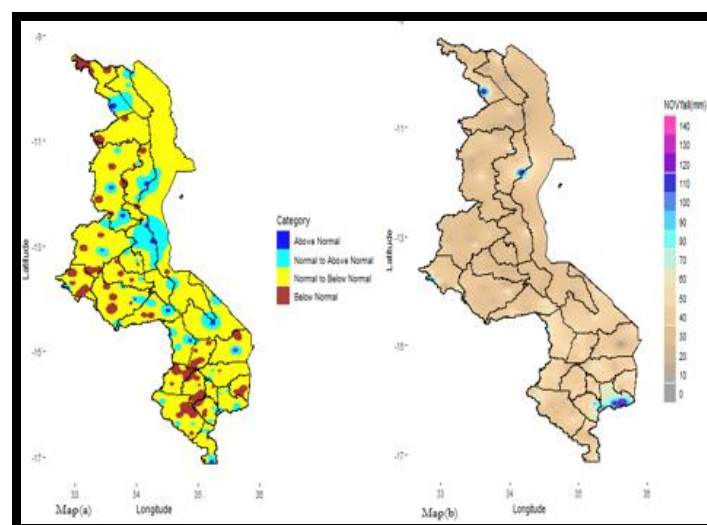 -9
-11
-13
-15
-17
Latitude
33
34
35
36
Map(a)
Longitude
Category
Above Normal
Normal to Above Normal
Normal to Below Normal
Below Normal
-9
-11
-13
-15
-17
Latitude
33
34
35
36
Map(b)
Longitude
NOVfall(mm)
140
130
120
110
100
90
80
70
60
50
40
30
20
10
0